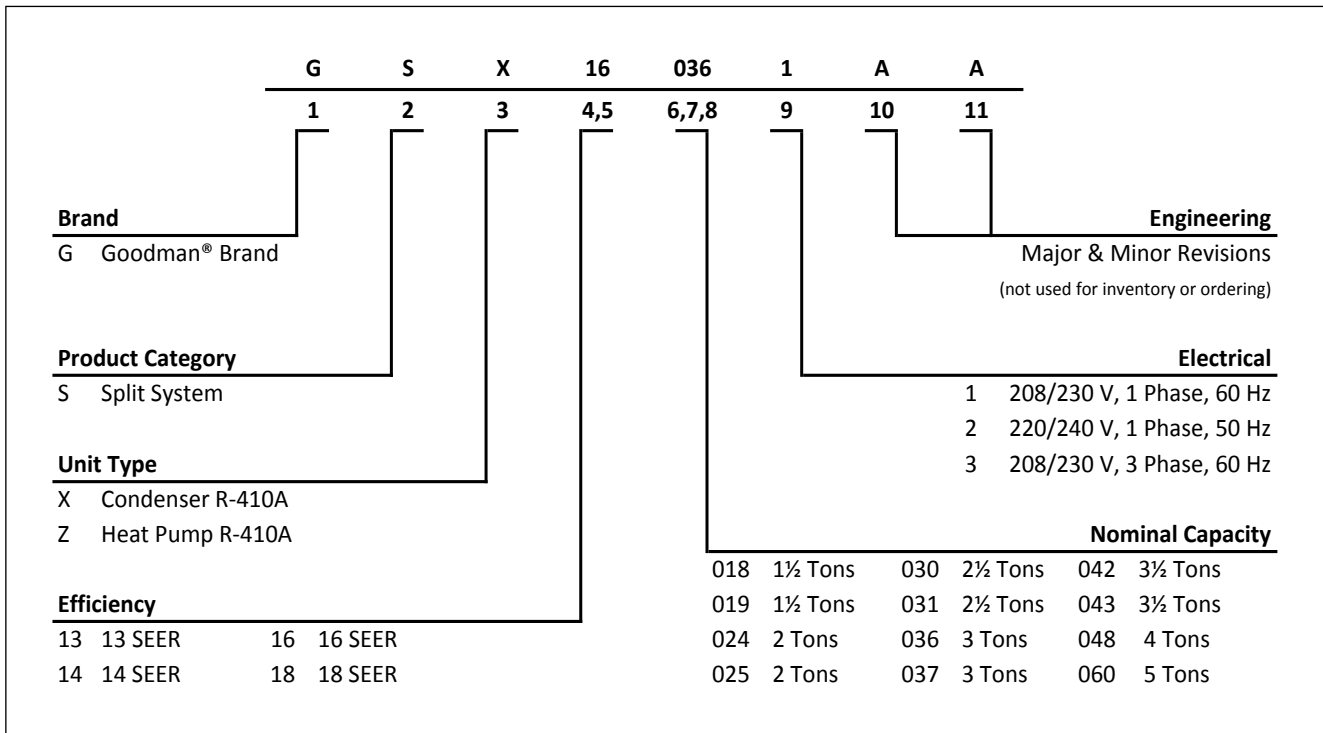 G S X 16 036 1 A A
1 2 3 4,5 6,7,8 9 10 11
Brand
G Goodman® Brand
Product Category
S Split System
Unit Type
X Condenser R-410A
Z Heat Pump R-410A
Efficiency
13 13 SEER 16 16 SEER
14 14 SEER 18 18 SEER
Engineering
Major & Minor Revisions
(not used for inventory or ordering)
Electrical
1 208/230 V, 1 Phase, 60 Hz
2 220/240 V, 1 Phase, 50 Hz
3 208/230 V, 3 Phase, 60 Hz
Nominal Capacity
018 1½ Tons 030 2½ Tons 042 3½ Tons
019 1½ Tons 031 2½ Tons 043 3½ Tons
024 2 Tons 036 3 Tons 048 4 Tons
025 2 Tons 037 3 Tons 060 5 Tons